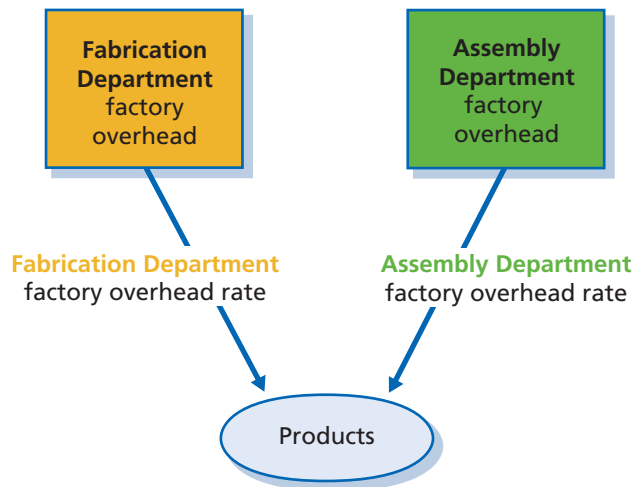 Fabrication
Department
factory
overhead
Assembly
Department
factory
overhead
Fabrication Department
factory overhead rate
Assembly Department
factory overhead rate
Products